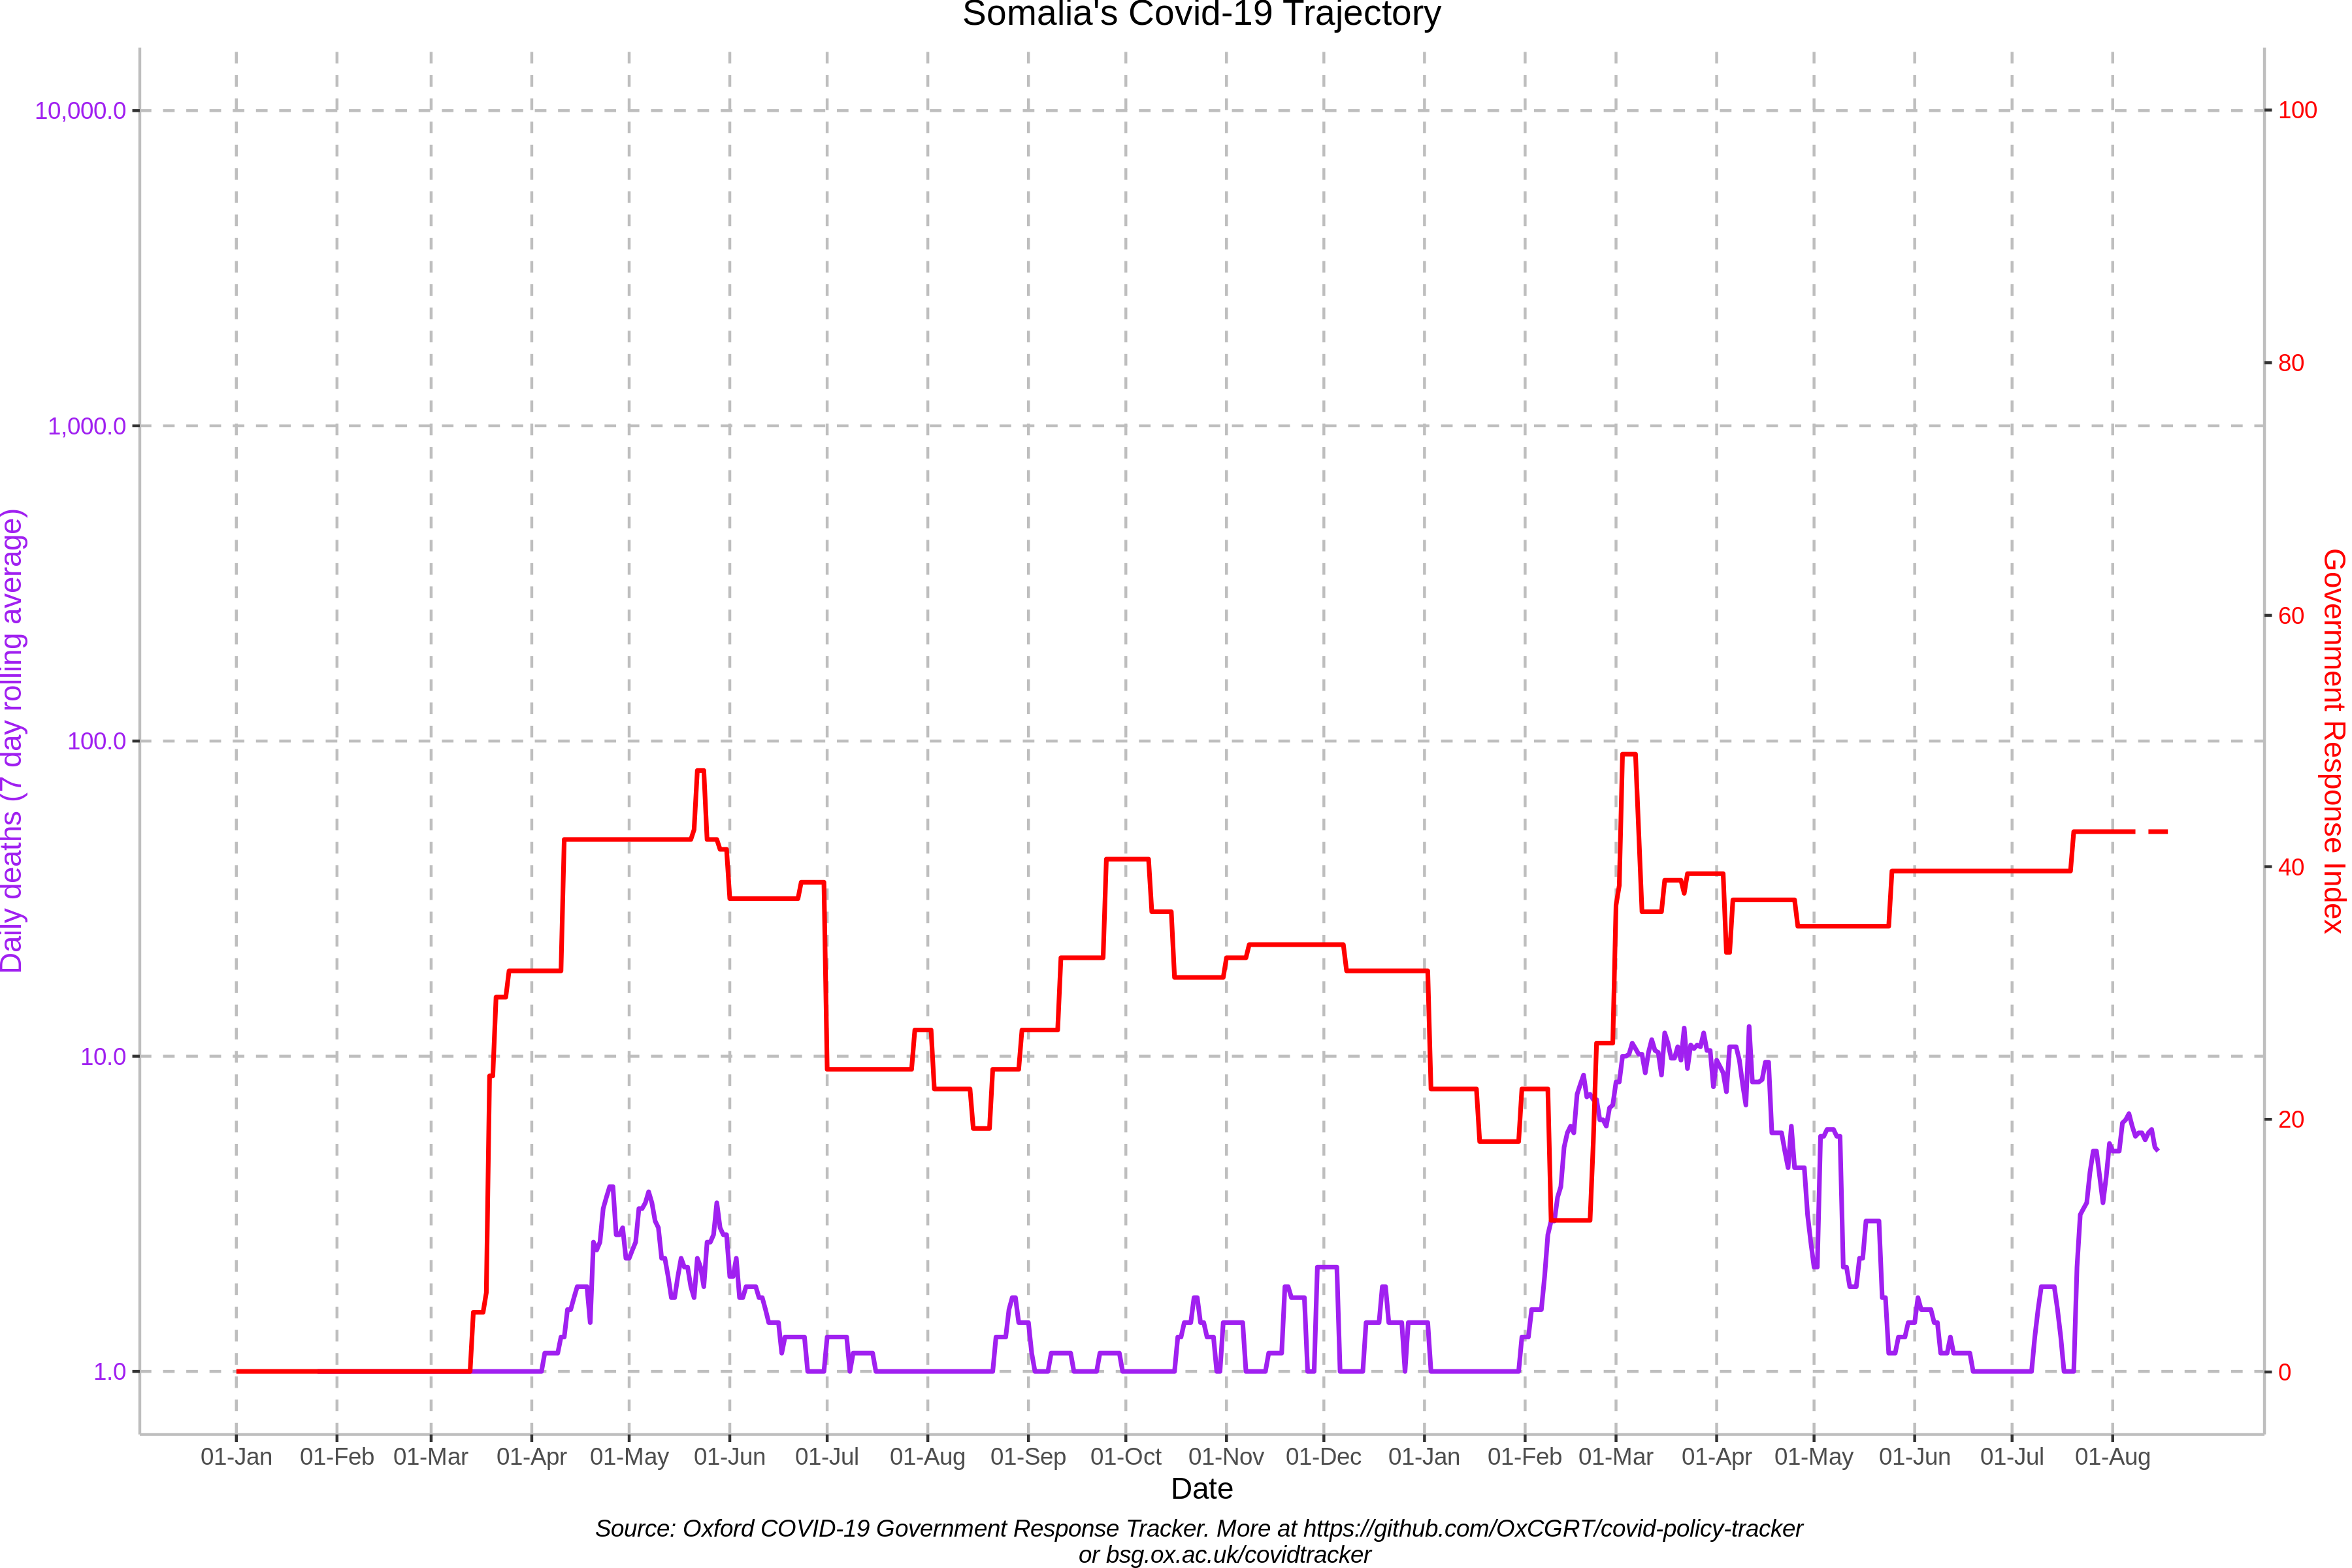 Somalia's Covid-19 Trajectory
10,000.0
1,000.0
100.0
10.0
1.0
Daily deaths (7 day rolling average)
100
80
60
40
20
0
Government Response Index
01-Jan 01-Feb 01-Mar 01-Apr 01-May 01-Jun 01-Jul 01-Aug 01-Sep 01-Oct 01-Nov 01-Dec 01-Jan 01-Feb 01-Mar 01-Apr 01-May 01-Jun 01-Jul 01-Aug
Date
Source: Oxford COVID-19 Government Response Tracker. More at https://github.com/OxCGRT/covid-policy-tracker
or bsg.ox.ac.uk/covidtracker